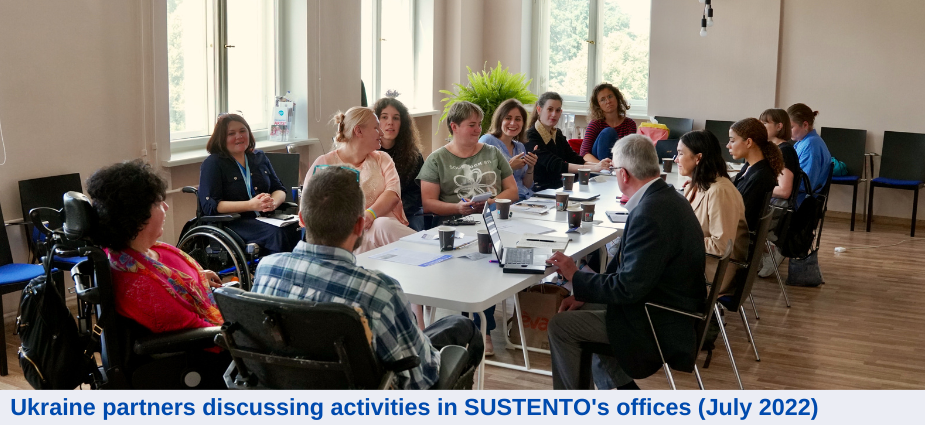 Ukraine partners discussing activities in SUSTENTO's offices (July 2022)